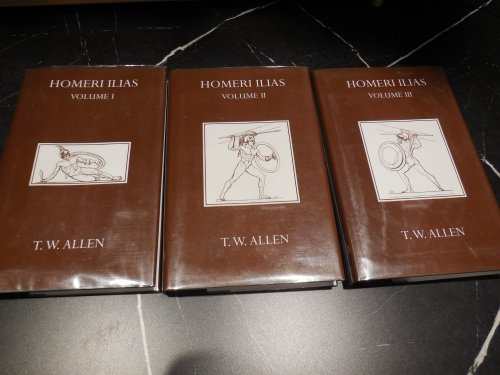 HOMERI ILIAS
VOLUME I
T. W. ALLEN
HOMERI ILIAS
VOLUME II
T. W. ALLEN
HOMERI ILIAS
VOLUME III
T. W. ALLEN